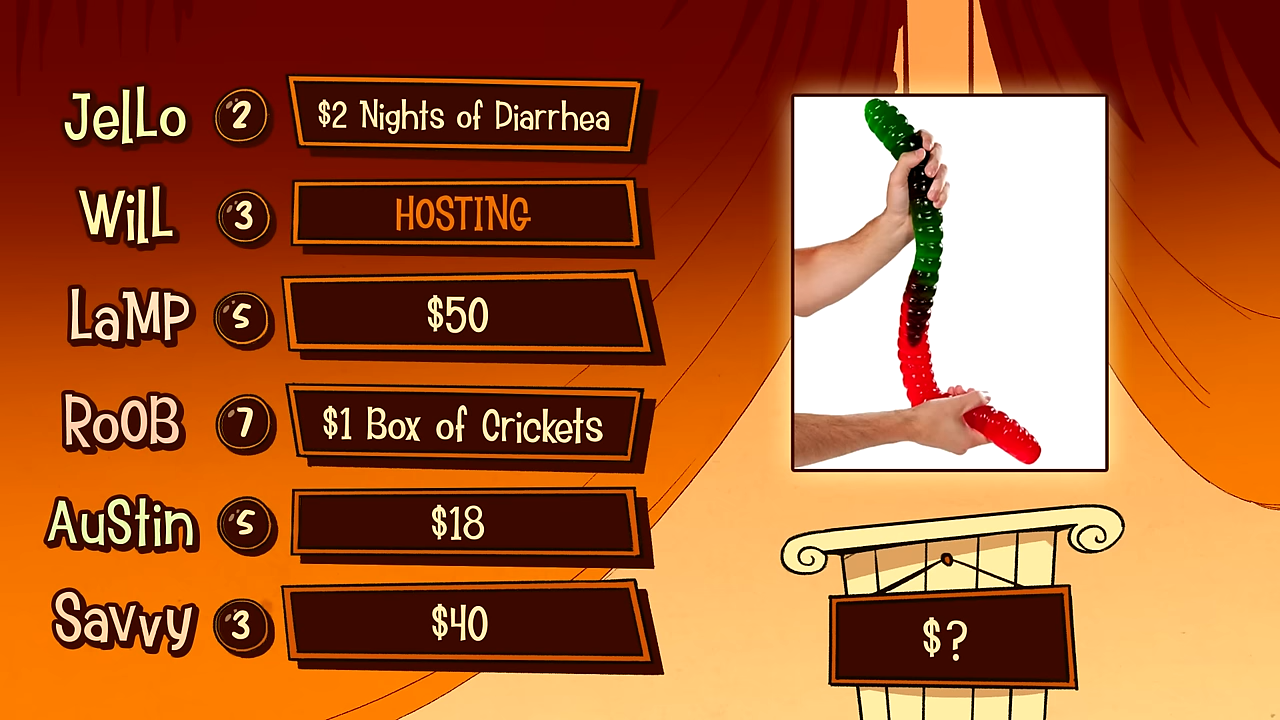 JeLLo 2 $2 Nights of Diarrhea
WiLL 3 HOSTING
LaMP 5 $50
RoOB 7 $1 Box of Crickets
AuStin 5 $18
Savvy 3 $40
$?